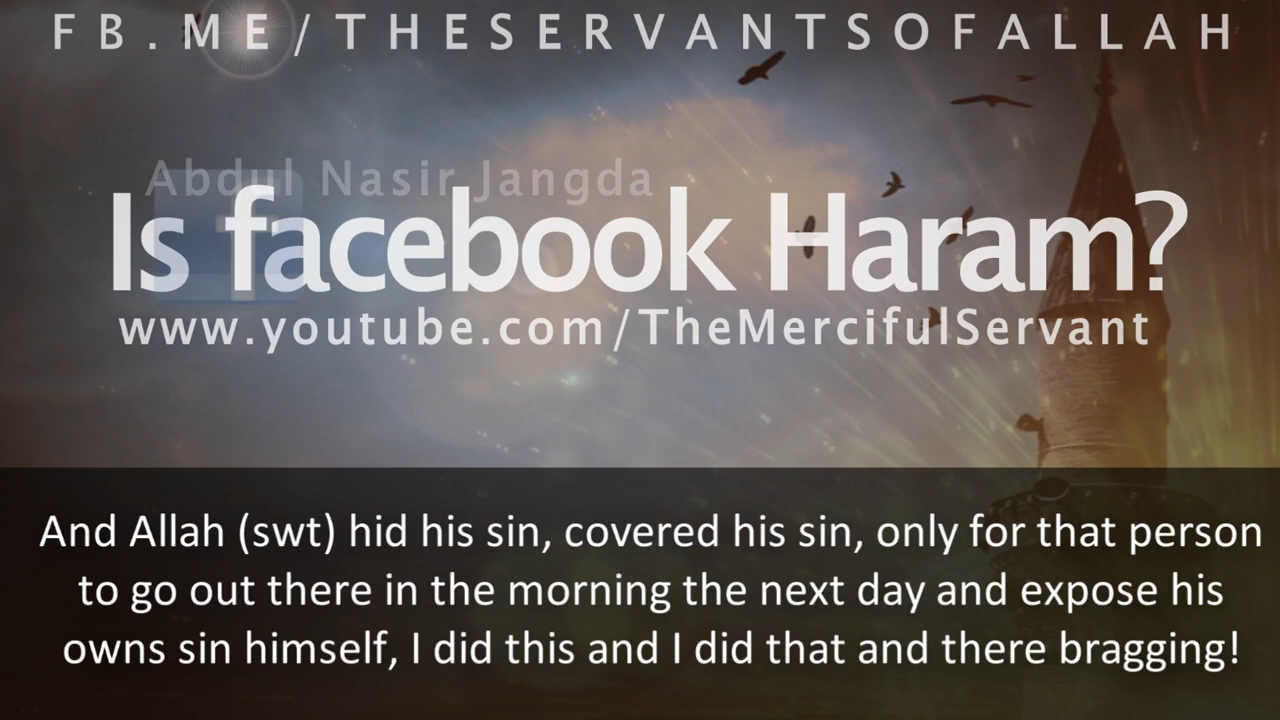 FB.ME/THESERVANTSOFALLAH
Abdul Nasir Jangda
Is facebook Haram?
www.youtube.com/TheMercifulServant
And Allah (swt) hid his sin, covered his sin, only for that person
to go out there in the morning the next day and expose his
owns sin himself, I did this and I did that and there bragging!